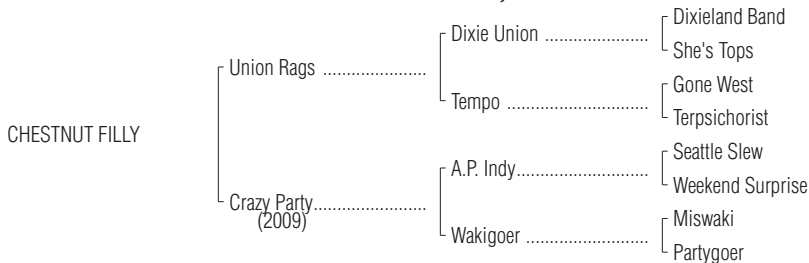 Dixieland Band
Dixie Union ........................
She's Tops
Union Rags ......................
Gone West
Tempo .................................
Terpsichorist
CHESTNUT FILLY
Seattle Slew
A.P. Indy..............................
Weekend Surprise
Crazy Party........................
(2009)
Miswaki
Wakigoer ............................
Partygoer